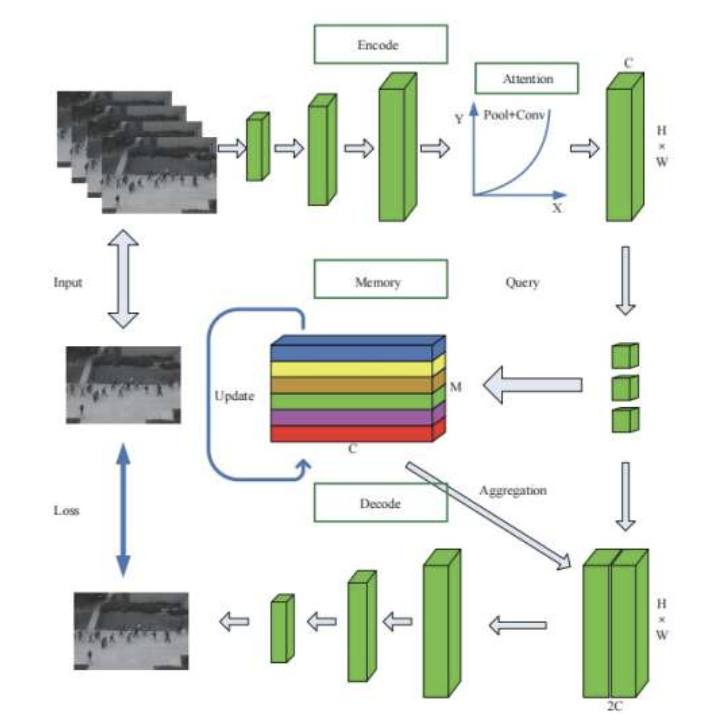 Encode
C
Attention
Y
Pool+Conv
H
×
W
X
Input
Memory
Query
Update
M
C
Aggregation
Decode
Loss
H
×
W
2C